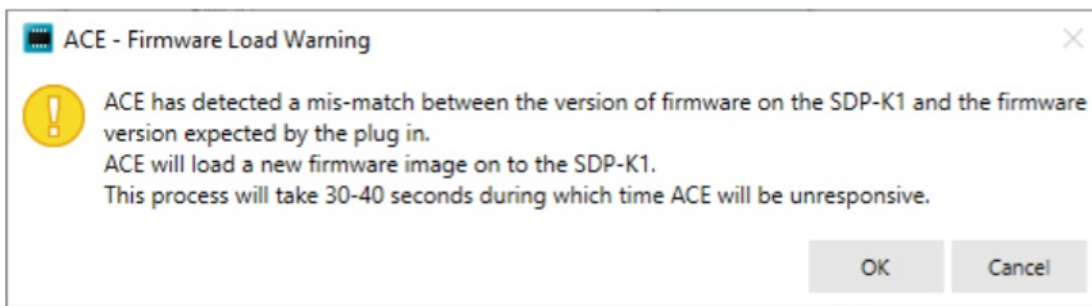 ACE - Firmware Load Warning
ACE has detected a mis-match between the version of firmware on the SDP-K1 and the firmware
version expected by the plug in.
ACE will load a new firmware image on to the SDP-K1.
This process will take 30-40 seconds during which time ACE will be unresponsive.
OK Cancel